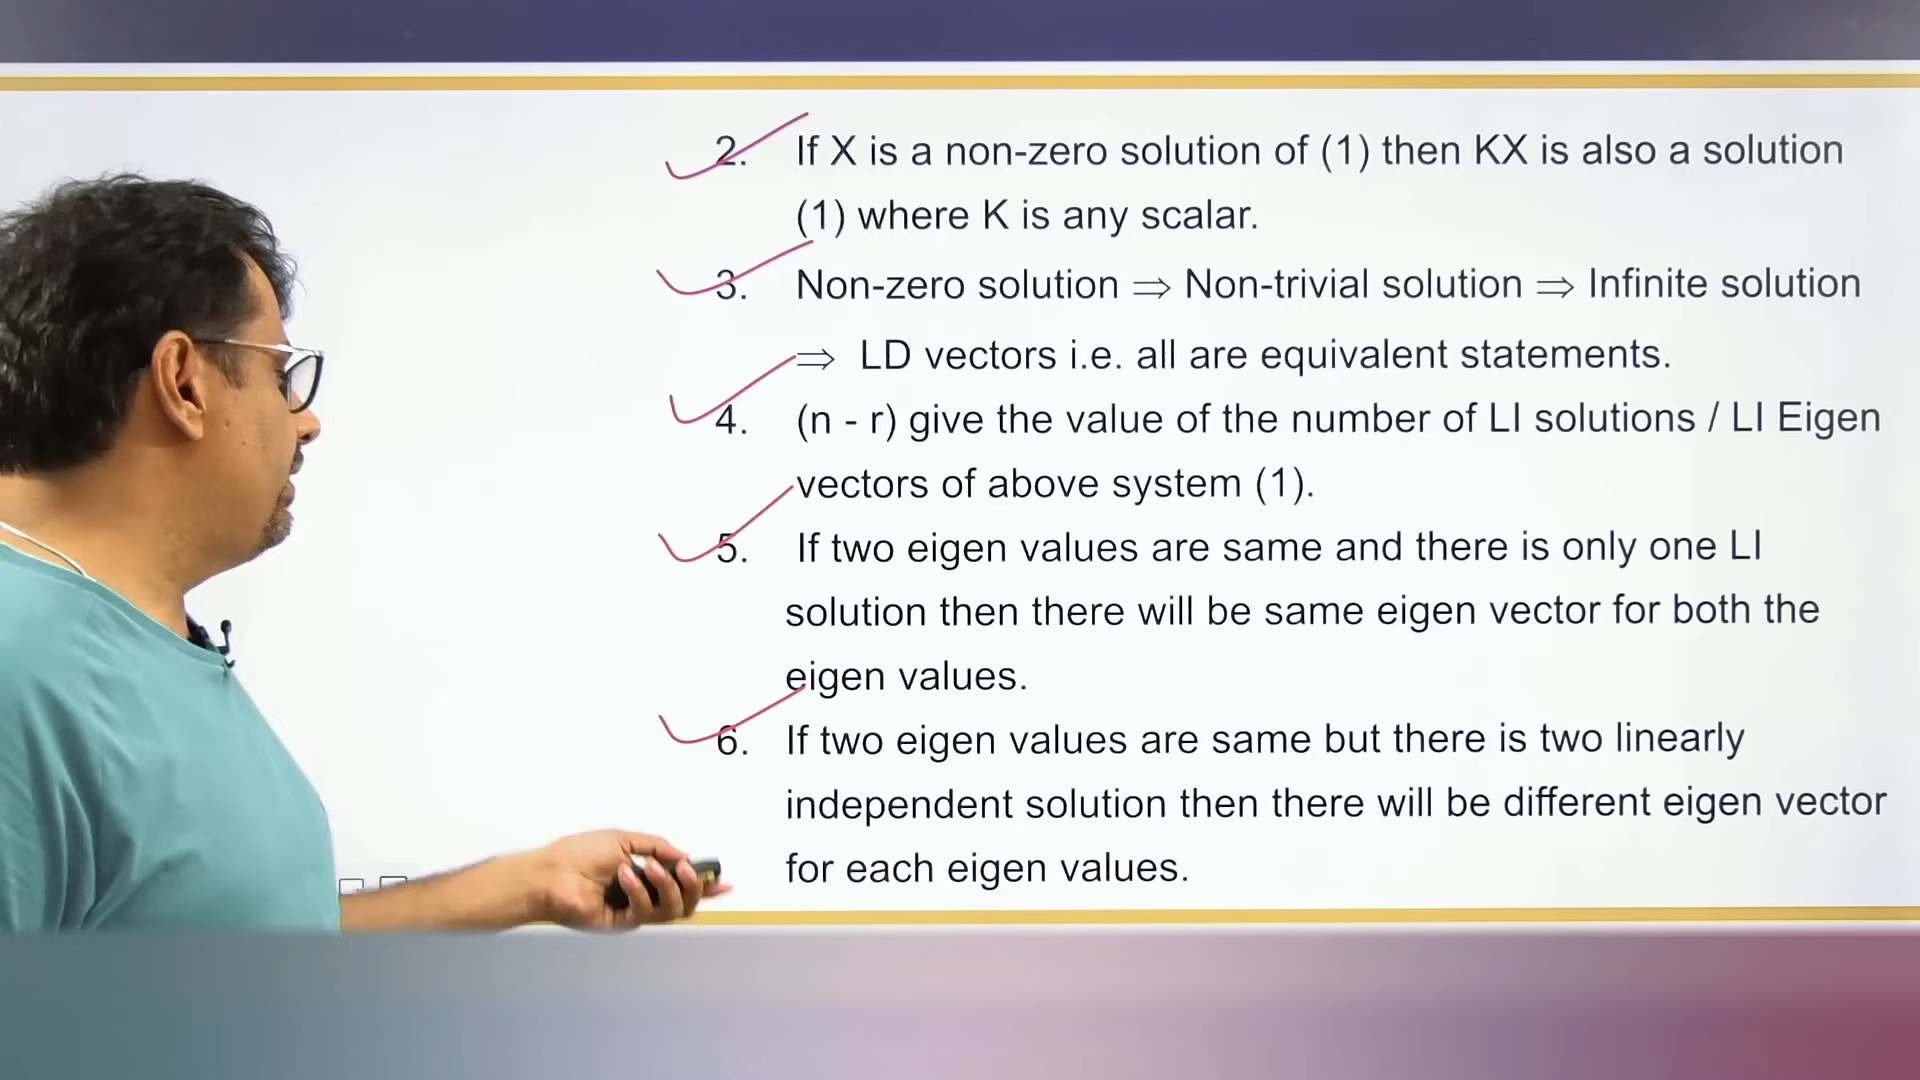 2. If X is a non-zero solution of (1) then KX is also a solution
(1) where K is any scalar.
3. Non-zero solution ⇒ Non-trivial solution ⇒ Infinite solution
⇒ LD vectors i.e. all are equivalent statements.
4. (n - r) give the value of the number of LI solutions / LI Eigen
vectors of above system (1).
5. If two eigen values are same and there is only one LI
solution then there will be same eigen vector for both the
eigen values.
6. If two eigen values are same but there is two linearly
independent solution then there will be different eigen vector
for each eigen values.